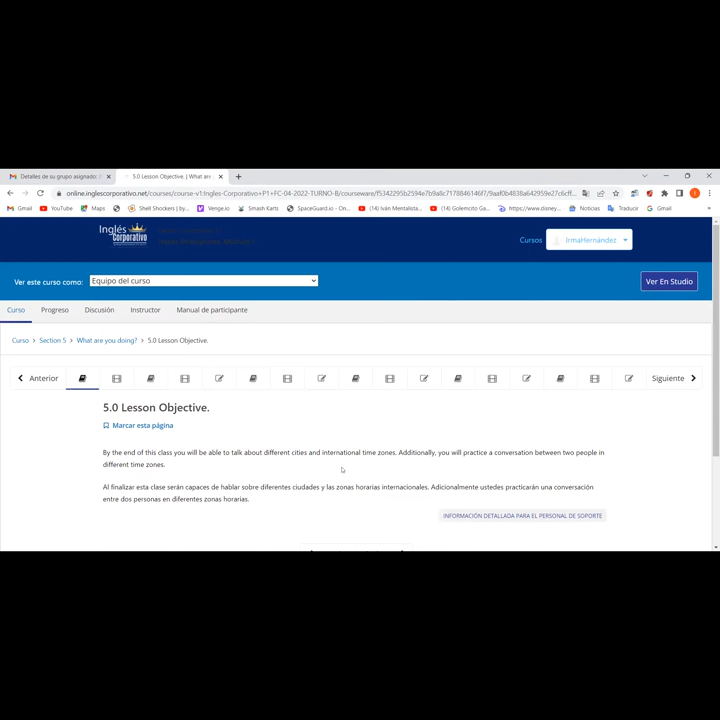 Detalles de su grupo asignado:
5.0 Lesson Objective. | What are
online.inglescorporativo.net/courses/course-v1:Ingles-Corporativo+P1+FC-04-2022-TURNO-B/courseware/
Gmail YouTube Maps Shell Shockers | by... Venge.io Smash Karts SpaceGuard.io - On... (14) Iván Mentalista... (14) Golemcito Ga... https://www.disney... Noticias Traducir Gmail
Inglés
Corporativo
Cursos
IrmaHernández
Ver este curso como:
Equipo del curso
Ver En Studio
Curso Progreso Discusión Instructor Manual de participante
Curso > Section 5 > What are you doing? > 5.0 Lesson Objective.
Anterior
Siguiente
5.0 Lesson Objective.
Marcar esta página
By the end of this class you will be able to talk about different cities and international time zones. Additionally, you will practice a conversation between two people in
different time zones.
Al finalizar esta clase serán capaces de hablar sobre diferentes ciudades y las zonas horarias internacionales. Adicionalmente ustedes practicarán una conversación
entre dos personas en diferentes zonas horarias.
INFORMACIÓN DETALLADA PARA EL PERSONAL DE SOPORTE